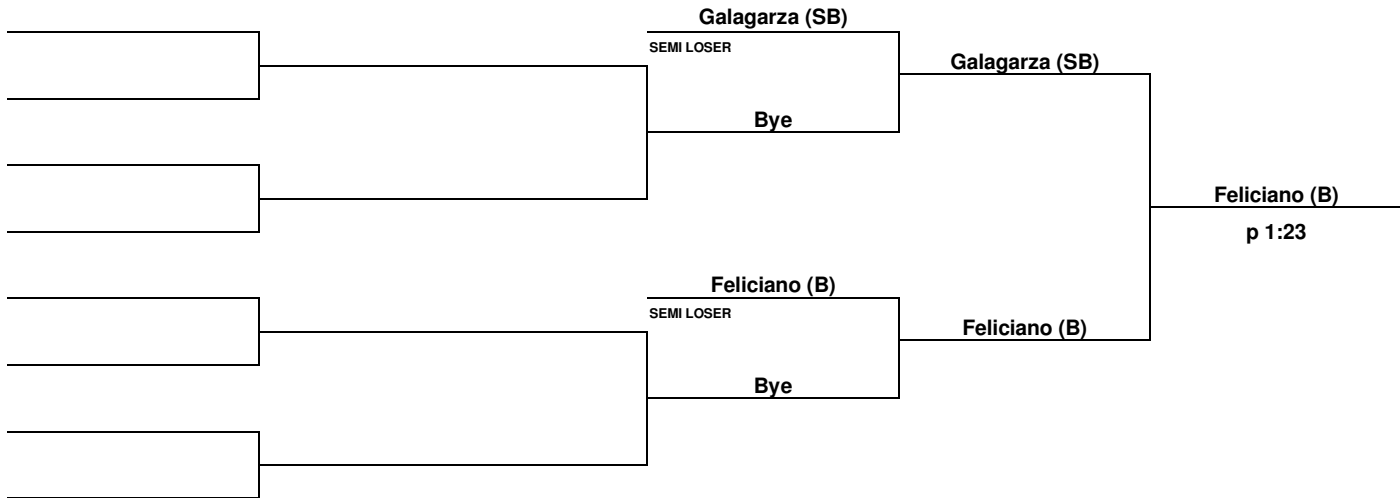 Galagarza (SB)
SEMI LOSER
Galagarza (SB)
Bye
Feliciano (B)
p 1:23
Feliciano (B)
SEMI LOSER
Feliciano (B)
Bye